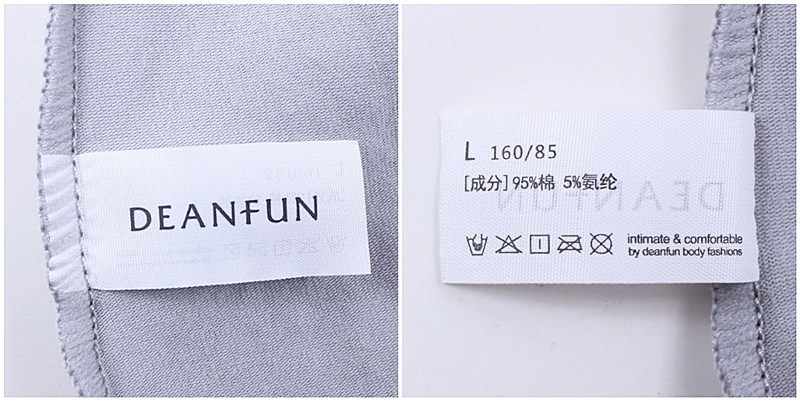 DEANFUN
L 160/85
[成分]95%棉 5%氨纶
intimate & comfortable
by deanfun body fashions